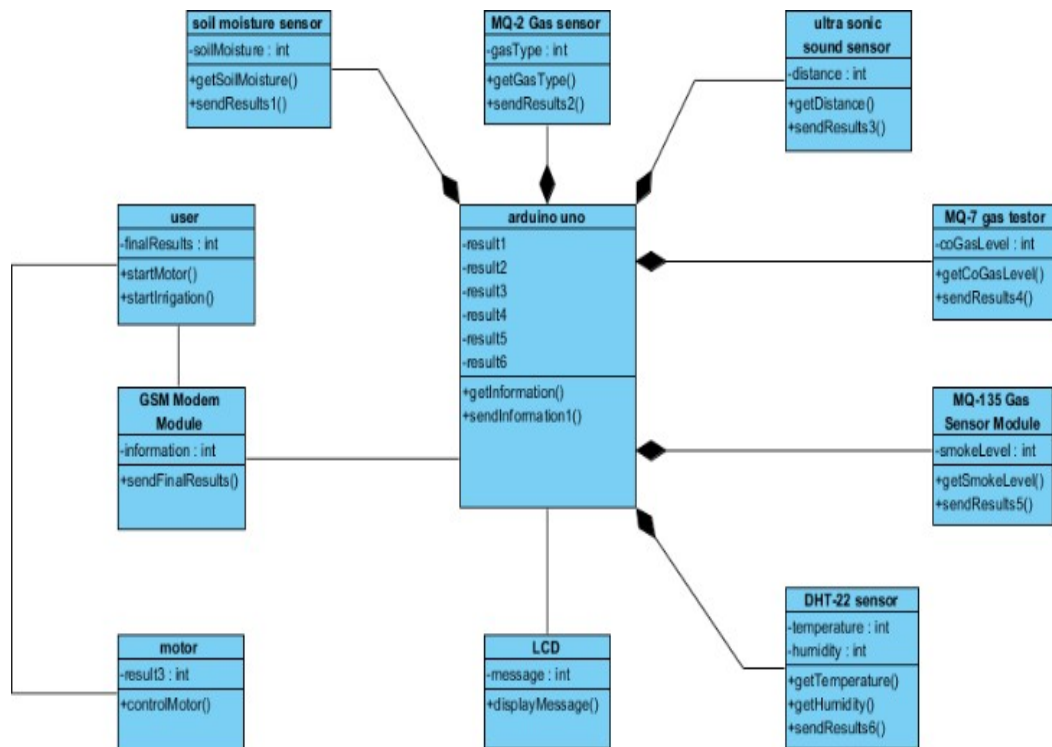 soil moisture sensor
-soilMoisture : int
+getSoilMoisture()
+sendResults1()
MQ-2 Gas sensor
-gasType : int
+getGasType()
+sendResults2()
ultra sonic
sound sensor
-distance : int
+getDistance()
+sendResults3()
user
-finalResults : int
+startMotor()
+startIrrigation()
arduino uno
-result1
-result2
-result3
-result4
-result5
-result6
+getInformation()
+sendInformation1()
MQ-7 gas testor
-coGasLevel : int
+getCoGasLevel()
+sendResults4()
GSM Modem
Module
-information : int
+sendFinalResults()
MQ-135 Gas
Sensor Module
-smokeLevel : int
+getSmokeLevel()
+sendResults5()
motor
-result3 : int
+controlMotor()
LCD
-message : int
+displayMessage()
DHT-22 sensor
-temperature : int
-humidity : int
+getTemperature()
+getHumidity()
+sendResults6()